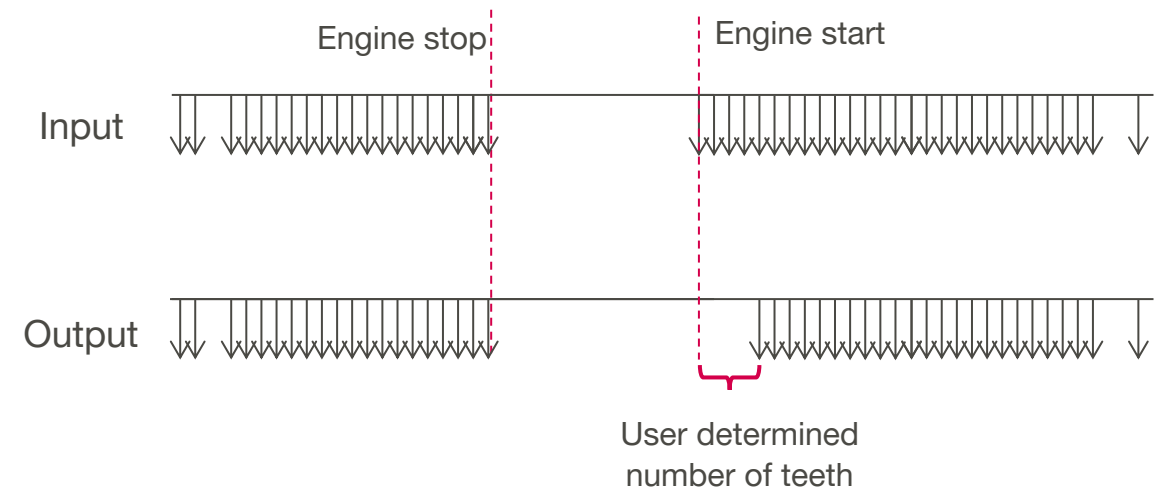 Engine stop
Engine start
Input
Output
User determined
number of teeth